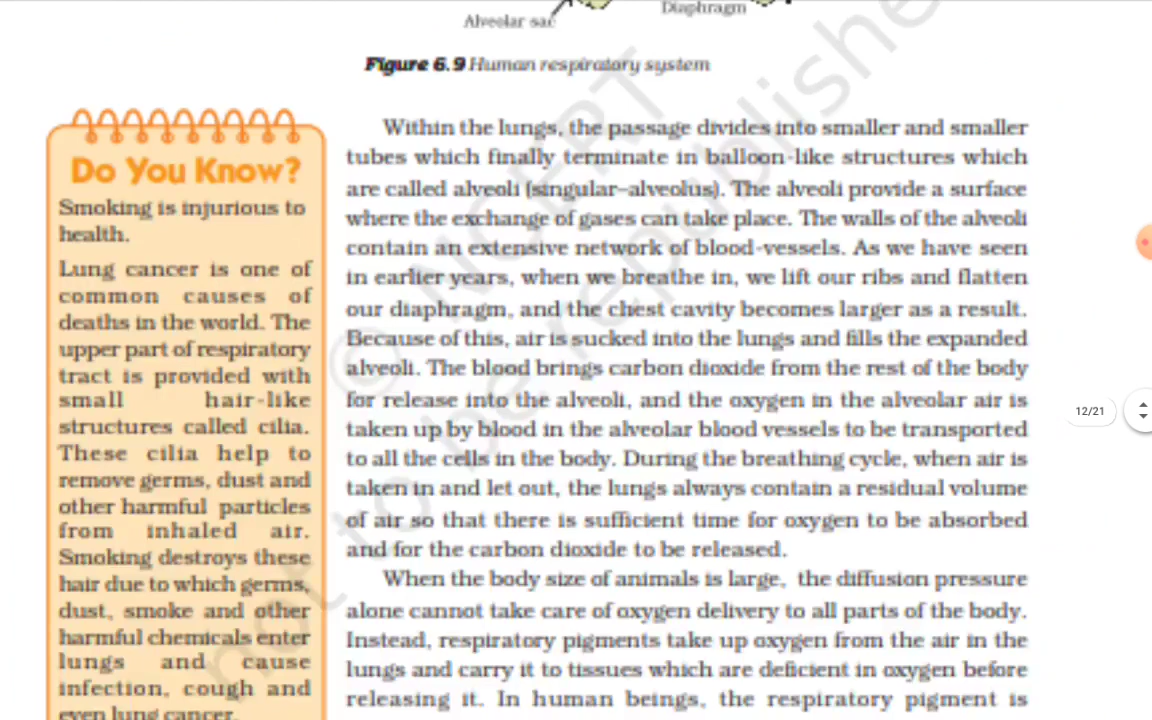 Alveolar sac
Diaphragm
Figure 6.9 Human respiratory system
Do You Know?
Smoking is injurious to
health.
Lung cancer is one of
common causes of
deaths in the world. The
upper part of respiratory
tract is provided with
small hair-like
structures called cilia.
These cilia help to
remove germs, dust and
other harmful particles
from inhaled air.
Smoking destroys these
hair due to which germs,
dust, smoke and other
harmful chemicals enter
lungs and cause
infection, cough and
even lung cancer.
Within the lungs, the passage divides into smaller and smaller
tubes which finally terminate in balloon-like structures which
are called alveoli (singular–alveolus). The alveoli provide a surface
where the exchange of gases can take place. The walls of the alveoli
contain an extensive network of blood-vessels. As we have seen
in earlier years, when we breathe in, we lift our ribs and flatten
our diaphragm, and the chest cavity becomes larger as a result.
Because of this, air is sucked into the lungs and fills the expanded
alveoli. The blood brings carbon dioxide from the rest of the body
for release into the alveoli, and the oxygen in the alveolar air is
taken up by blood in the alveolar blood vessels to be transported
to all the cells in the body. During the breathing cycle, when air is
taken in and let out, the lungs always contain a residual volume
of air so that there is sufficient time for oxygen to be absorbed
and for the carbon dioxide to be released.
When the body size of animals is large, the diffusion pressure
alone cannot take care of oxygen delivery to all parts of the body.
Instead, respiratory pigments take up oxygen from the air in the
lungs and carry it to tissues which are deficient in oxygen before
releasing it. In human beings, the respiratory pigment is
12/21
© NCERT
not to be republishe